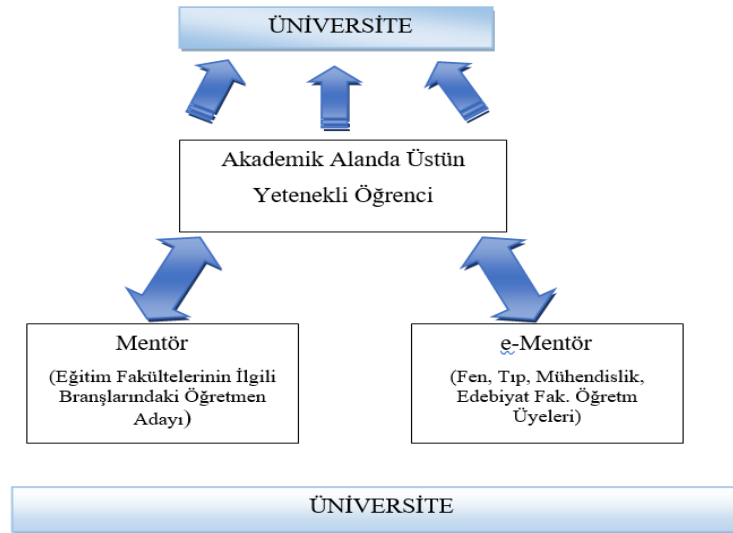 ÜNİVERSİTE
Akademik Alanda Üstün
Yetenekli Öğrenci
Mentör
(Eğitim Fakültelerinin İlgili
Branşlarındaki Öğretmen
Adayı)
e-Mentör
(Fen, Tıp, Mühendislik,
Edebiyat Fak. Öğretm
Üyeleri)
ÜNİVERSİTE